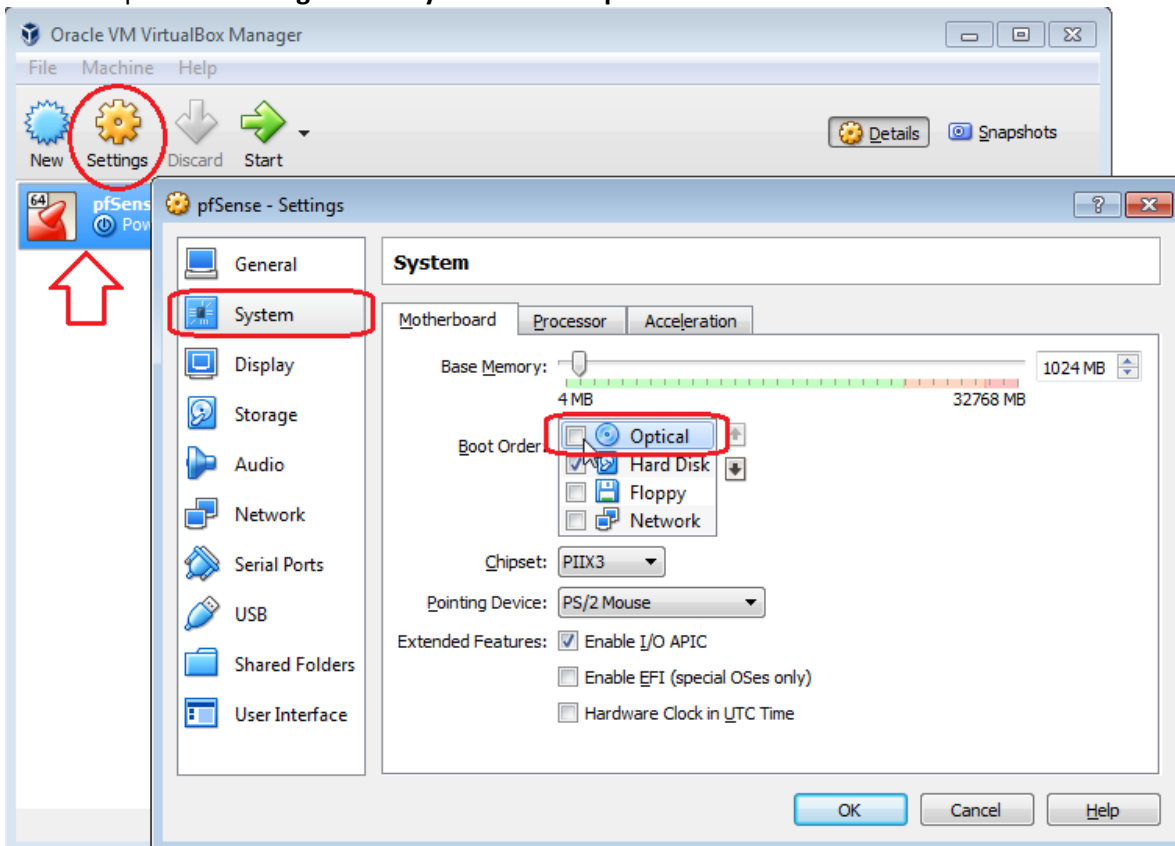 Oracle VM VirtualBox Manager
File Machine Help
New Settings Discard Start
Details Snapshots
64
pfSens
Pow
pfSense - Settings
General
System
Display
Storage
Audio
Network
Serial Ports
USB
Shared Folders
User Interface
System
Motherboard Processor Acceleration
Base Memory: 1024 MB
4 MB 32768 MB
Boot Order:
Optical
Hard Disk
Floppy
Network
Chipset: PIIX3
Pointing Device: PS/2 Mouse
Extended Features: Enable I/O APIC
Enable EFI (special OSes only)
Hardware Clock in UTC Time
OK Cancel Help